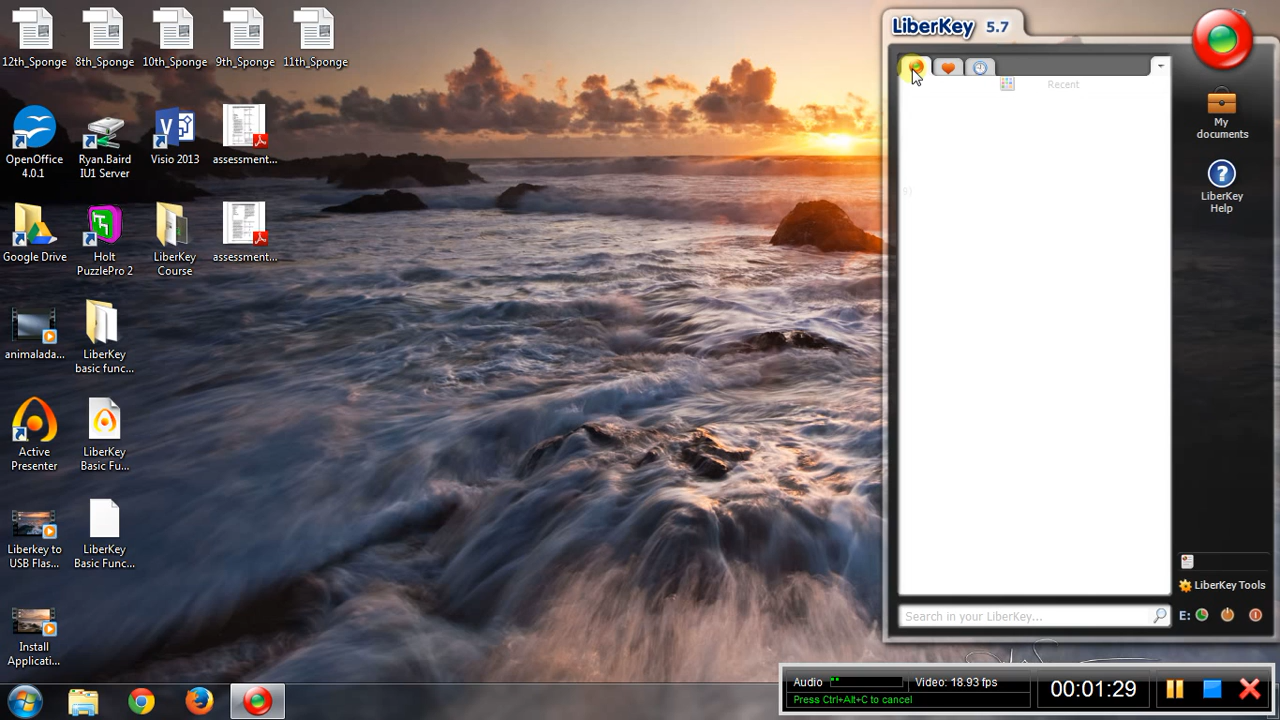 12th_Sponge
8th_Sponge
10th_Sponge
9th_Sponge
11th_Sponge
OpenOffice
4.0.1
Ryan.Baird
IU1 Server
Visio 2013
assessment...
Google Drive
Holt
PuzzlePro 2
LiberKey
Course
assessment...
animalada...
LiberKey
basic func...
Active
Presenter
LiberKey
Basic Fu...
Liberkey to
USB Flas...
LiberKey
Basic Func...
Install
Applicati...
LiberKey 5.7
Recent
My
documents
LiberKey
Help
LiberKey Tools
Search in your LiberKey...
E:
Audio
Video: 18.93 fps
Press Ctrl+Alt+C to cancel
00:01:29